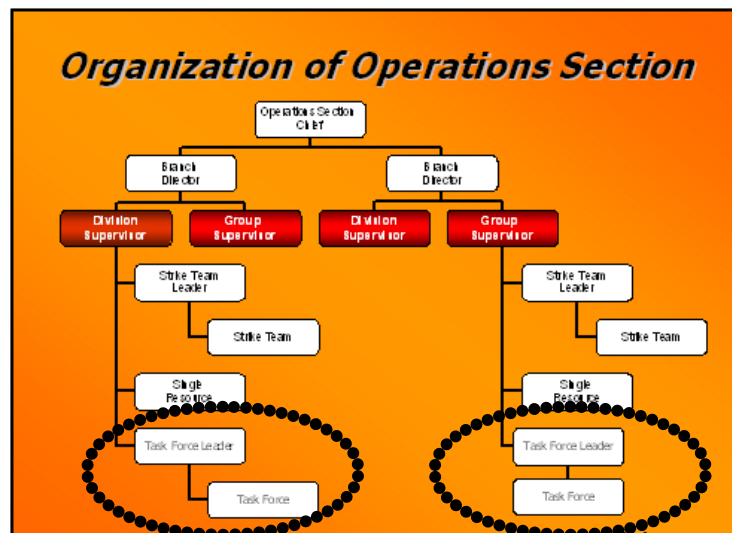 Organization of Operations Section
Operations Section
Chief
Branch
Director
Branch
Director
Division
Supervisor
Group
Supervisor
Division
Supervisor
Group
Supervisor
Strike Team
Leader
Strike Team
Leader
Strike Team
Strike Team
Single
Resource
Single
Resource
Task Force Leader
Task Force Leader
Task Force
Task Force